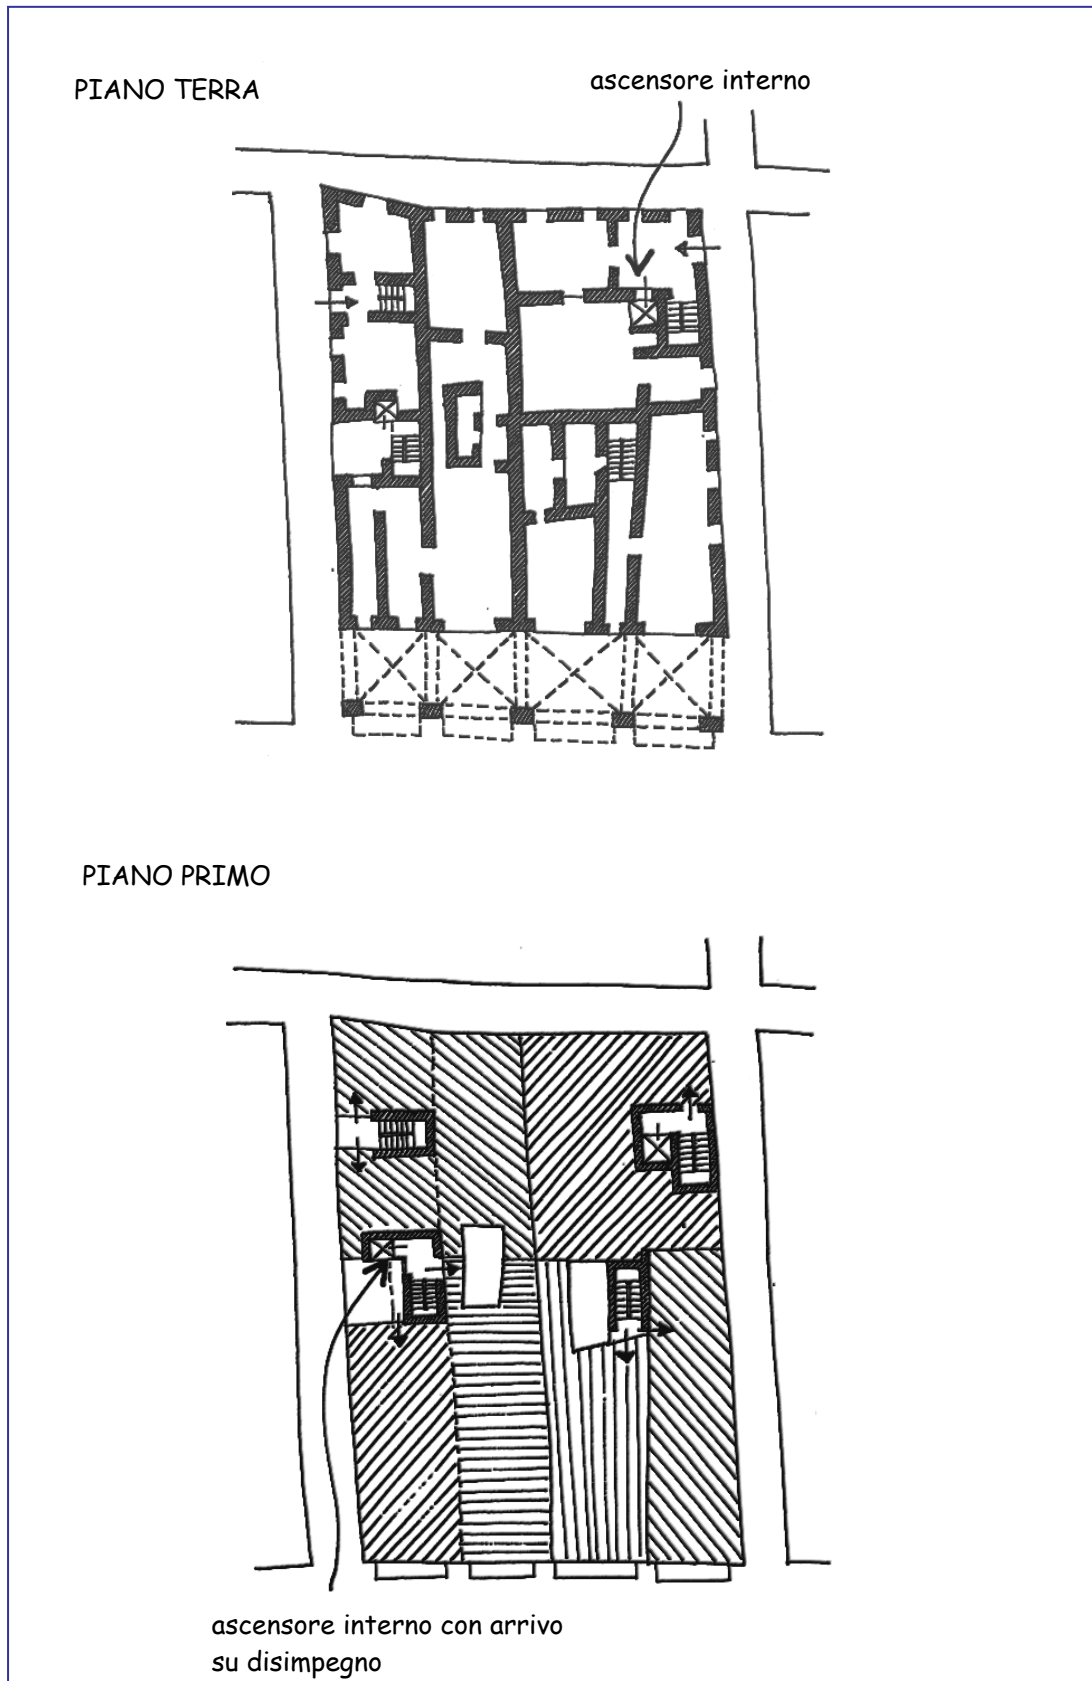 PIANO TERRA
ascensore interno
PIANO PRIMO
ascensore interno con arrivo
su disimpegno